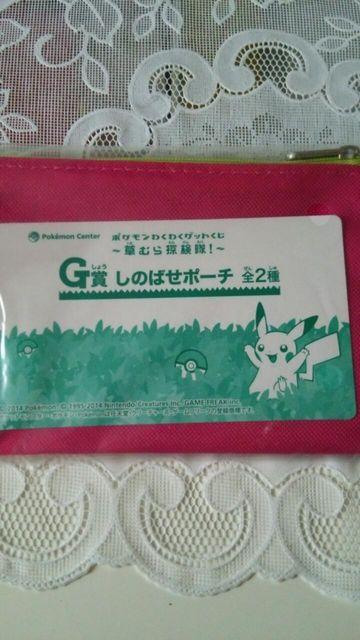 Pokémon Center
ポケモンわくわくゲットくじ
～草むら探検隊！～
G賞 しのばせポーチ 全2種
2014 Pokémon. © 1995-2014 Nintendo/Creatures Inc./GAME FREAK inc.